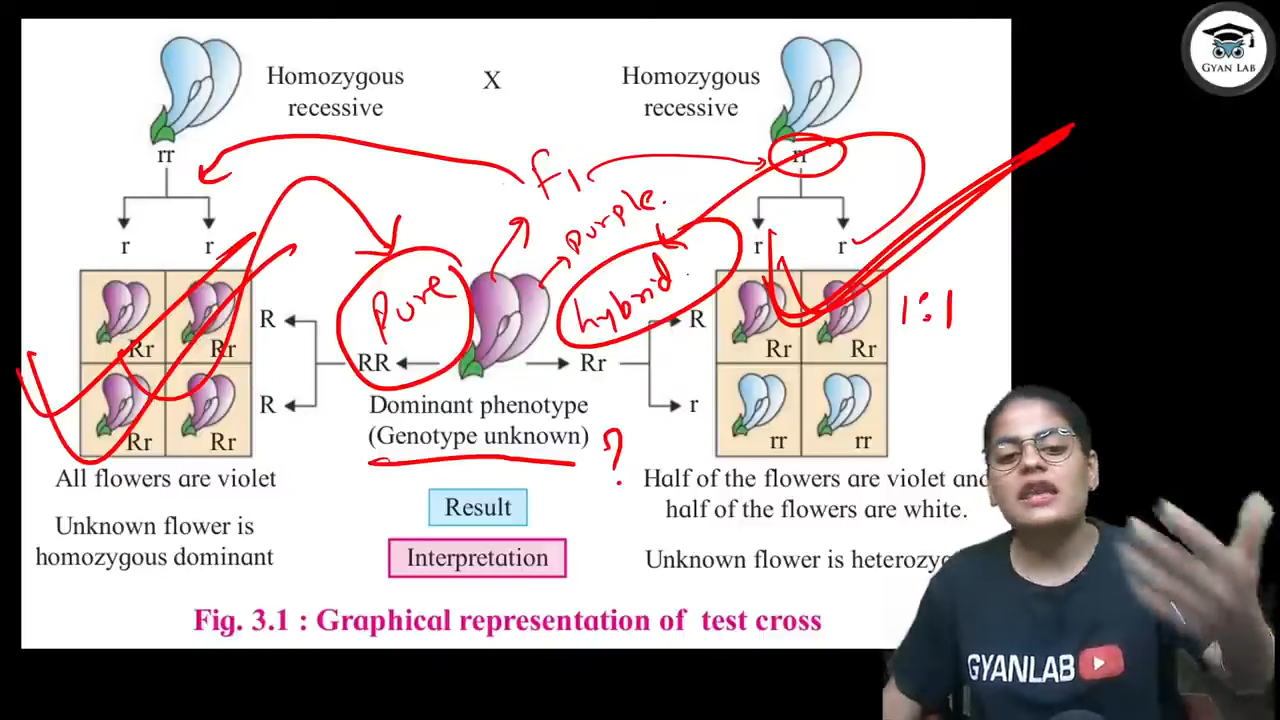 GYAN LAB
Homozygous
recessive
X
Homozygous
recessive
rr
rr
F1
purple.
r r
r r
Pure
hybrid
Rr Rr
Rr Rr
R
R
RR
Rr
R
r
Rr Rr
rr rr
1:1
Dominant phenotype
(Genotype unknown)
?
All flowers are violet
Half of the flowers are violet and
half of the flowers are white.
Unknown flower is
homozygous dominant
Result
Interpretation
Unknown flower is
Fig. 3.1 : Graphical representation of test cross
GYANLAB